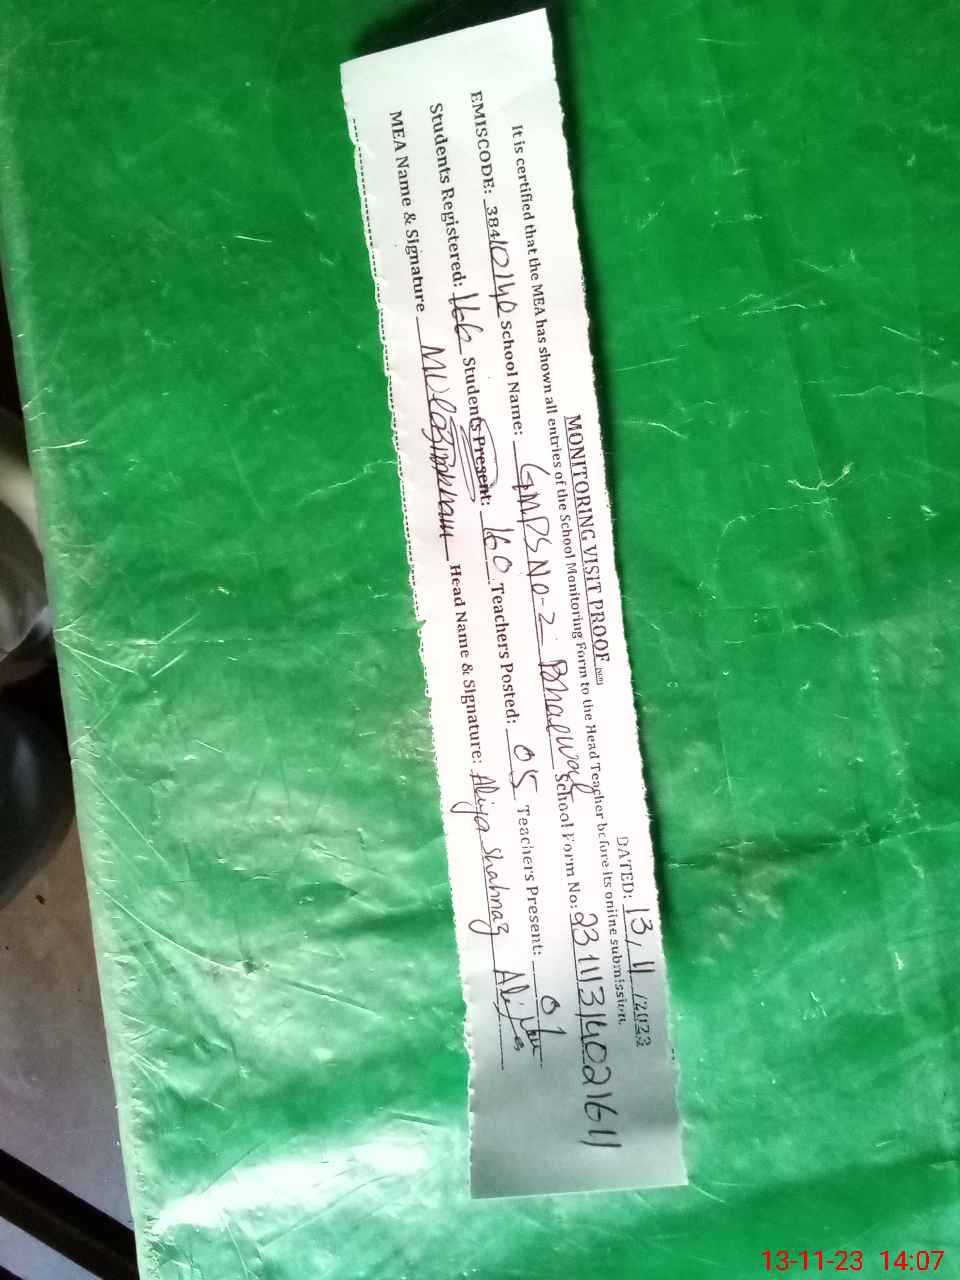 MONITORING VISIT PROOF
DATED: 13/11/2023
It is certified that the MEA has shown all entries of the School Monitoring Form to the Head Teacher before its online submission.
EMISCODE: 38410140 School Name: GMPS No-2 Bhaewal School Form No: 23111314021611
Students Registered: 166 Students Present: 160 Teachers Posted: 05 Teachers Present:
MEA Name & Signature Head Name & Signature: Aliya Shahnaz
13-11-23 14:07